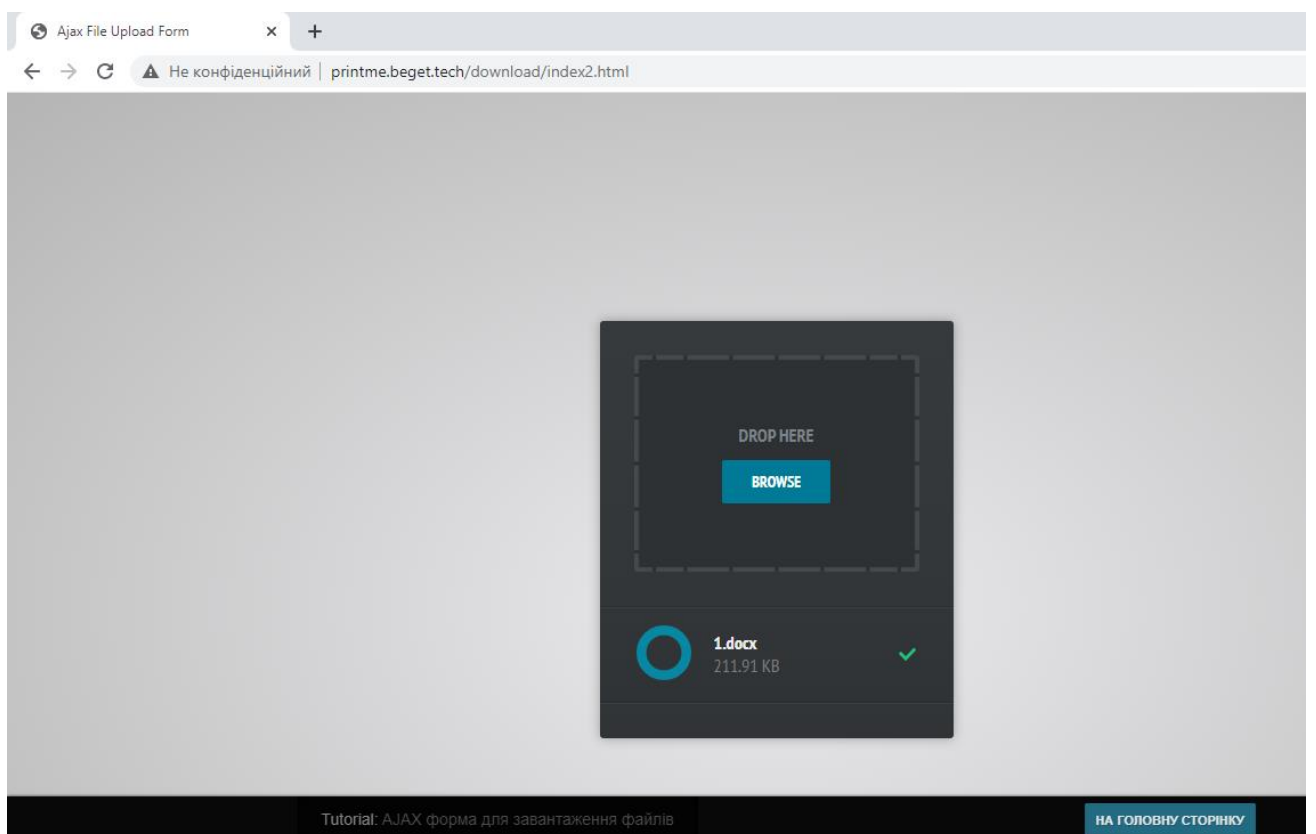 Ajax File Upload Form
Не конфіденційний | printme.beget.tech/download/index2.html
DROP HERE
BROWSE
1.docx
211.91 KB
Tutorial: AJAX форма для завантаження файлів
НА ГОЛОВНУ СТОРІНКУ